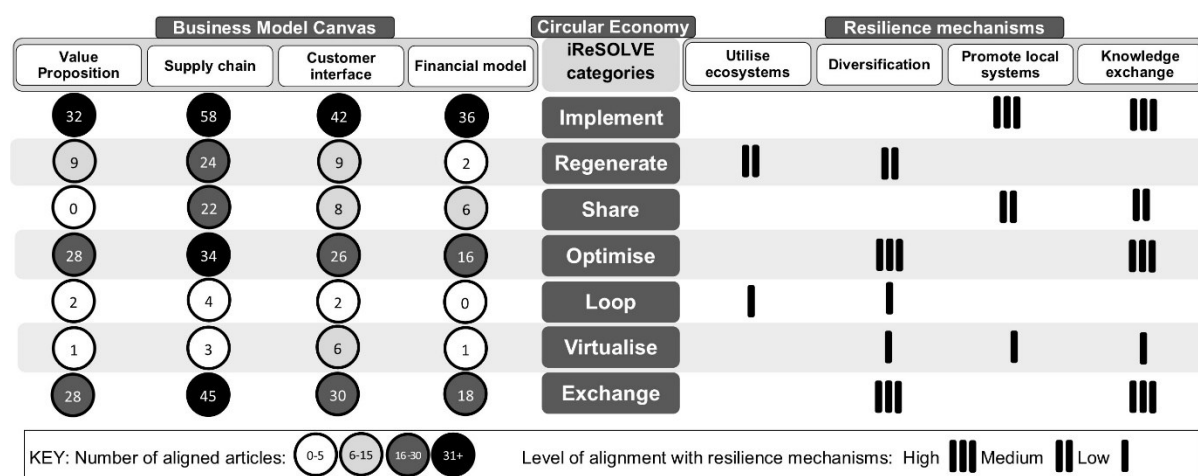 Business Model Canvas Circular Economy Resilience mechanisms
Value Proposition Supply chain Customer interface Financial model iReSOLVE categories Utilise ecosystems Diversification Promote local systems Knowledge exchange
32 58 42 36 Implement
9 24 9 2 Regenerate
0 22 8 6 Share
28 34 26 16 Optimise
2 4 2 0 Loop
1 3 6 1 Virtualise
28 45 30 18 Exchange
KEY: Number of aligned articles: 0-5 6-15 16-30 31+ Level of alignment with resilience mechanisms: High Medium Low